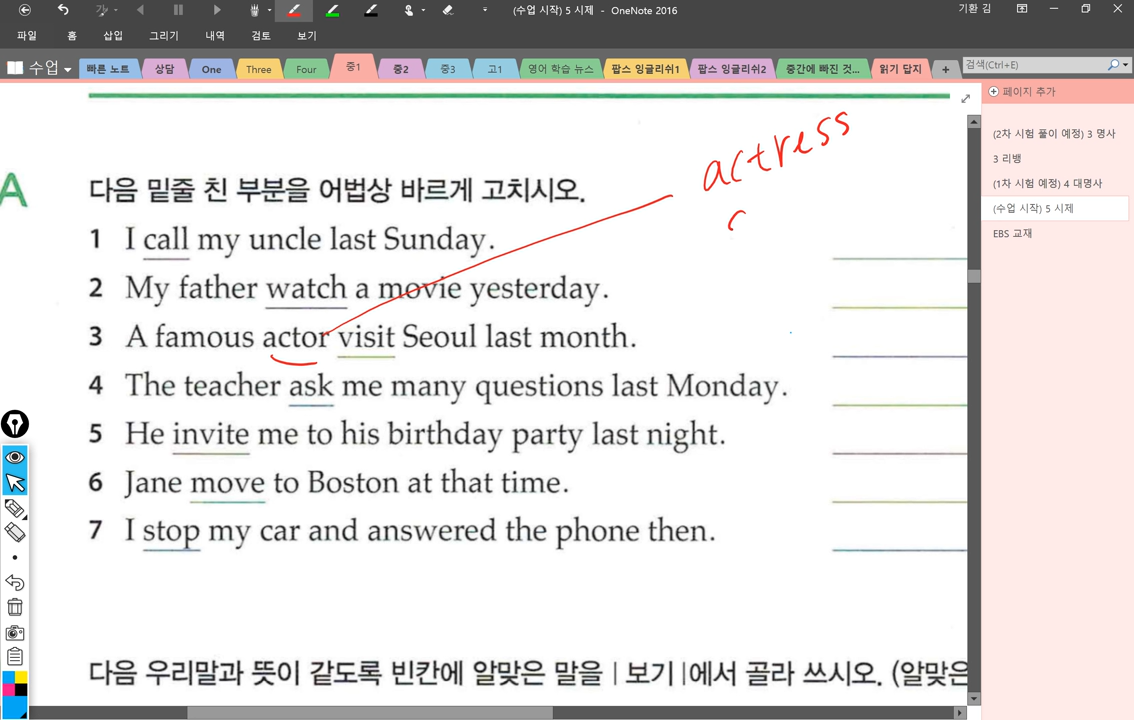 (수업 시작) 5 시제 - OneNote 2016
기환 김
파일 홈 삽입 그리기 내역 검토 보기
수업 빠른 노트 상담 One Three Four 중1 중2 중3 고1 영어 학습 뉴스 팝스 잉글리쉬1 팝스 잉글리쉬2 중간에 빠진 것... 읽기 답지 + 검색(Ctrl+E)
페이지 추가
(2차 시험 풀이 예정) 3 명사
3 리뱅
(1차 시험 예정) 4 대명사
(수업 시작) 5 시제
EBS 교재
actress
A 다음 밑줄 친 부분을 어법상 바르게 고치시오.
1 I call my uncle last Sunday.
2 My father watch a movie yesterday.
3 A famous actor visit Seoul last month.
4 The teacher ask me many questions last Monday.
5 He invite me to his birthday party last night.
6 Jane move to Boston at that time.
7 I stop my car and answered the phone then.
다음 우리말과 뜻이 같도록 빈칸에 알맞은 말을 | 보기 |에서 골라 쓰시오. (알맞은